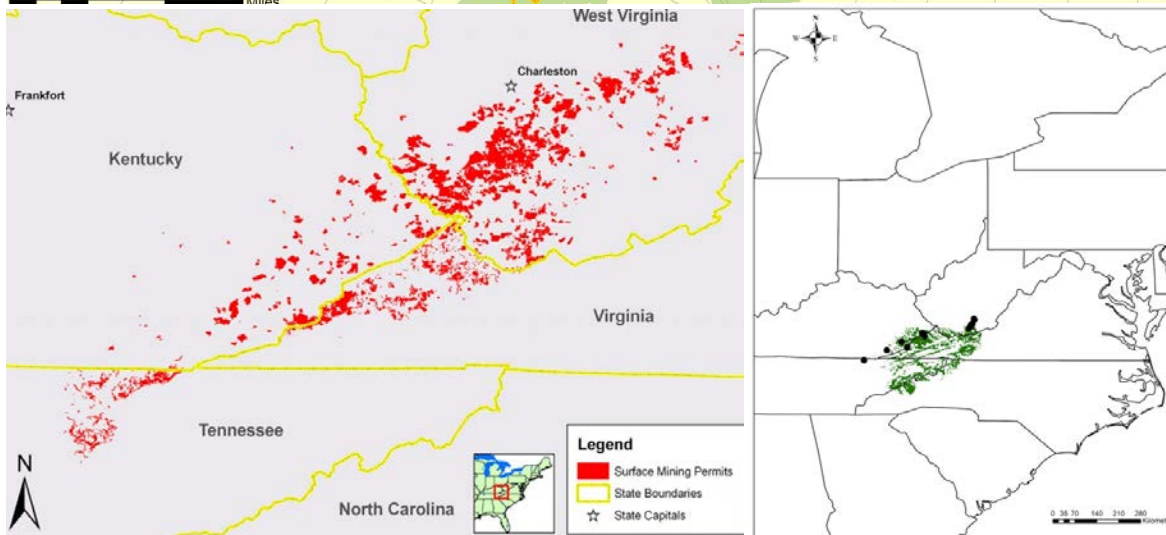 Miles
West Virginia
Charleston
Frankfort
Kentucky
Virginia
Tennessee
North Carolina
N
Legend
Surface Mining Permits
State Boundaries
State Capitals
N
W E
S
0 35 70 140 210 280